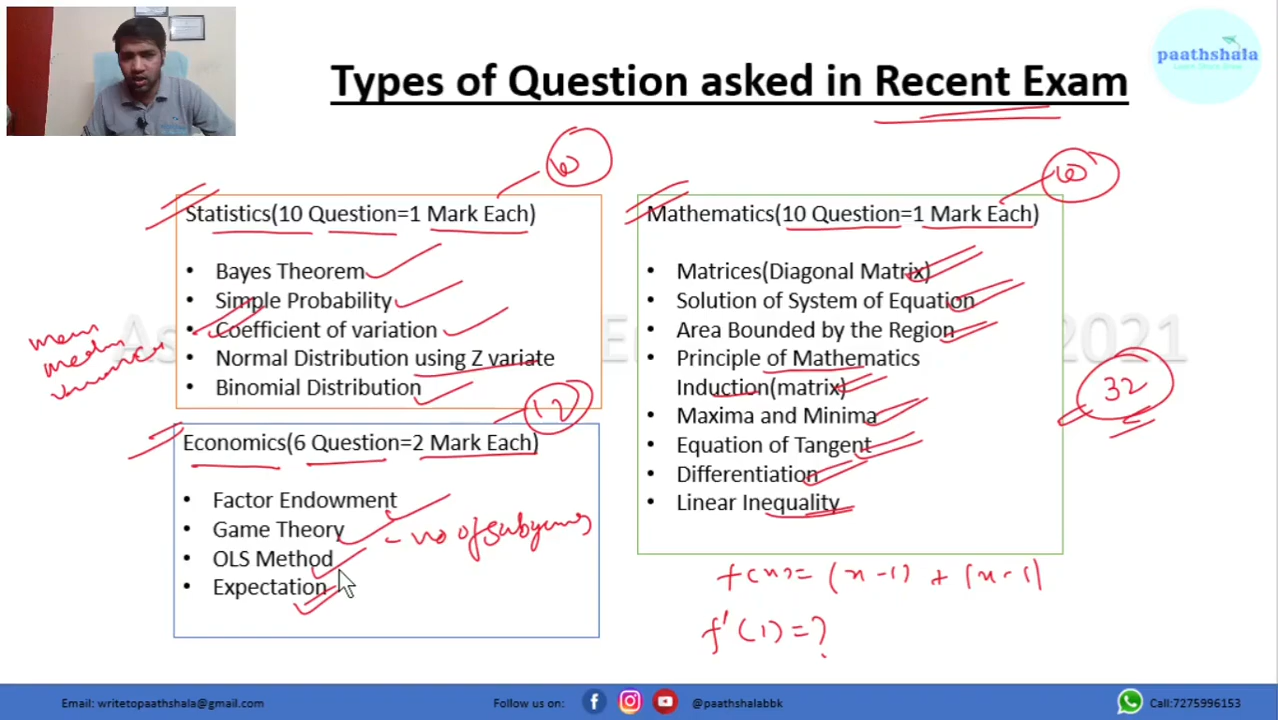 paathshala
Types of Question asked in Recent Exam
10
Statistics(10 Question=1 Mark Each)
• Bayes Theorem
• Simple Probability
• Coefficient of variation
• Normal Distribution using Z variate
• Binomial Distribution
mean
median
variance
12
Economics(6 Question=2 Mark Each)
• Factor Endowment
• Game Theory
• OLS Method
• Expectation
- no of subgames
10
Mathematics(10 Question=1 Mark Each)
• Matrices(Diagonal Matrix)
• Solution of System of Equation
• Area Bounded by the Region
• Principle of Mathematics
Induction(matrix)
• Maxima and Minima
• Equation of Tangent
• Differentiation
• Linear Inequality
32
2021
f(x)= (x-1) + |x-1|
f'(1)=?
Email: writetopaathshala@gmail.com
Follow us on:
@paathshalabbk
Call:7275996153